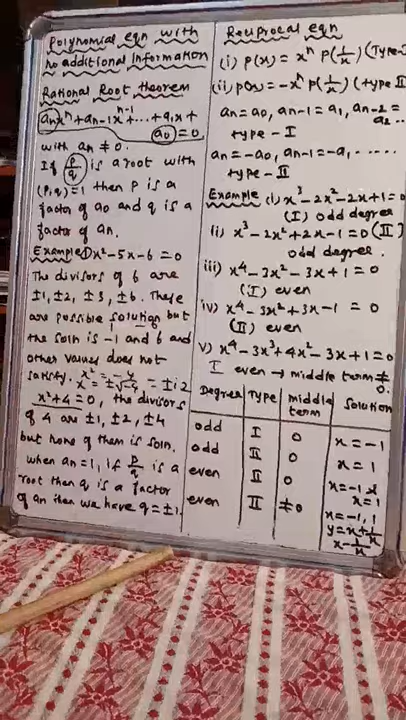 Polynomial eqn with
no additional Information
Rational Root theorem
aₙxⁿ+aₙ₋₁xⁿ⁻¹+...+a₁x+
a₀=0,
with aₙ ≠ 0.
If p/q is a root with
(p,q)=1 then p is a
factor of a₀ and q is a
factor of aₙ.
Example ① x²-5x-6=0
The divisors of 6 are
±1, ±2, ±3, ±6. These
are possible solution but
the soln is -1 and 6 and
other values does not
satisfy. x²=-4
x=±√-4=±i2
x²+4=0, the divisors
of 4 are ±1, ±2, ±4
but none of them is soln.
when aₙ=1, if p/q is a
root then q is a factor
of aₙ then we have q=±1.
Reciprocal eqn
(i) P(x)=xⁿ P(1/x) (Type-
(ii) P(x)=-xⁿ P(1/x) (type II
aₙ=a₀, aₙ₋₁=a₁, aₙ₋₂=
a₂...
type-I
aₙ=-a₀, aₙ₋₁=-a₁,.....
type-II
Example (i) x³-2x²-2x+1=0
(I) odd degree
(ii) x³-2x²+2x-1=0 (II)
odd degree.
iii) x⁴-3x³-3x+1=0
(I) even
iv) x⁴-3x³+3x-1=0
(II) even
v) x⁴-3x³+4x²-3x+1=0
I even → middle term ≠
0.
Degree Type middle term Solution
odd I 0 x=-1
odd II 0 x=1
even II 0 x=-1,
x=1
even II ≠0 x=-1,1
y=x+1/x
x-1/x